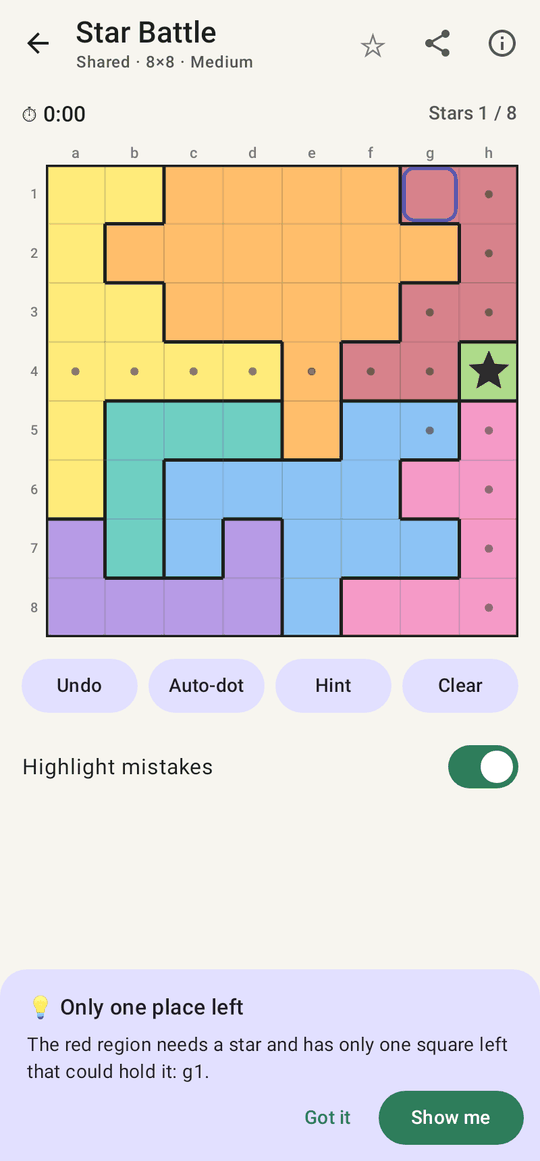 Star Battle
Shared · 8×8 · Medium
0:00
Stars 1 / 8
a b c d e f g h
1
2
3
4
5
6
7
8
Undo
Auto-dot
Hint
Clear
Highlight mistakes
Only one place left
The red region needs a star and has only one square left
that could hold it: g1.
Got it
Show me